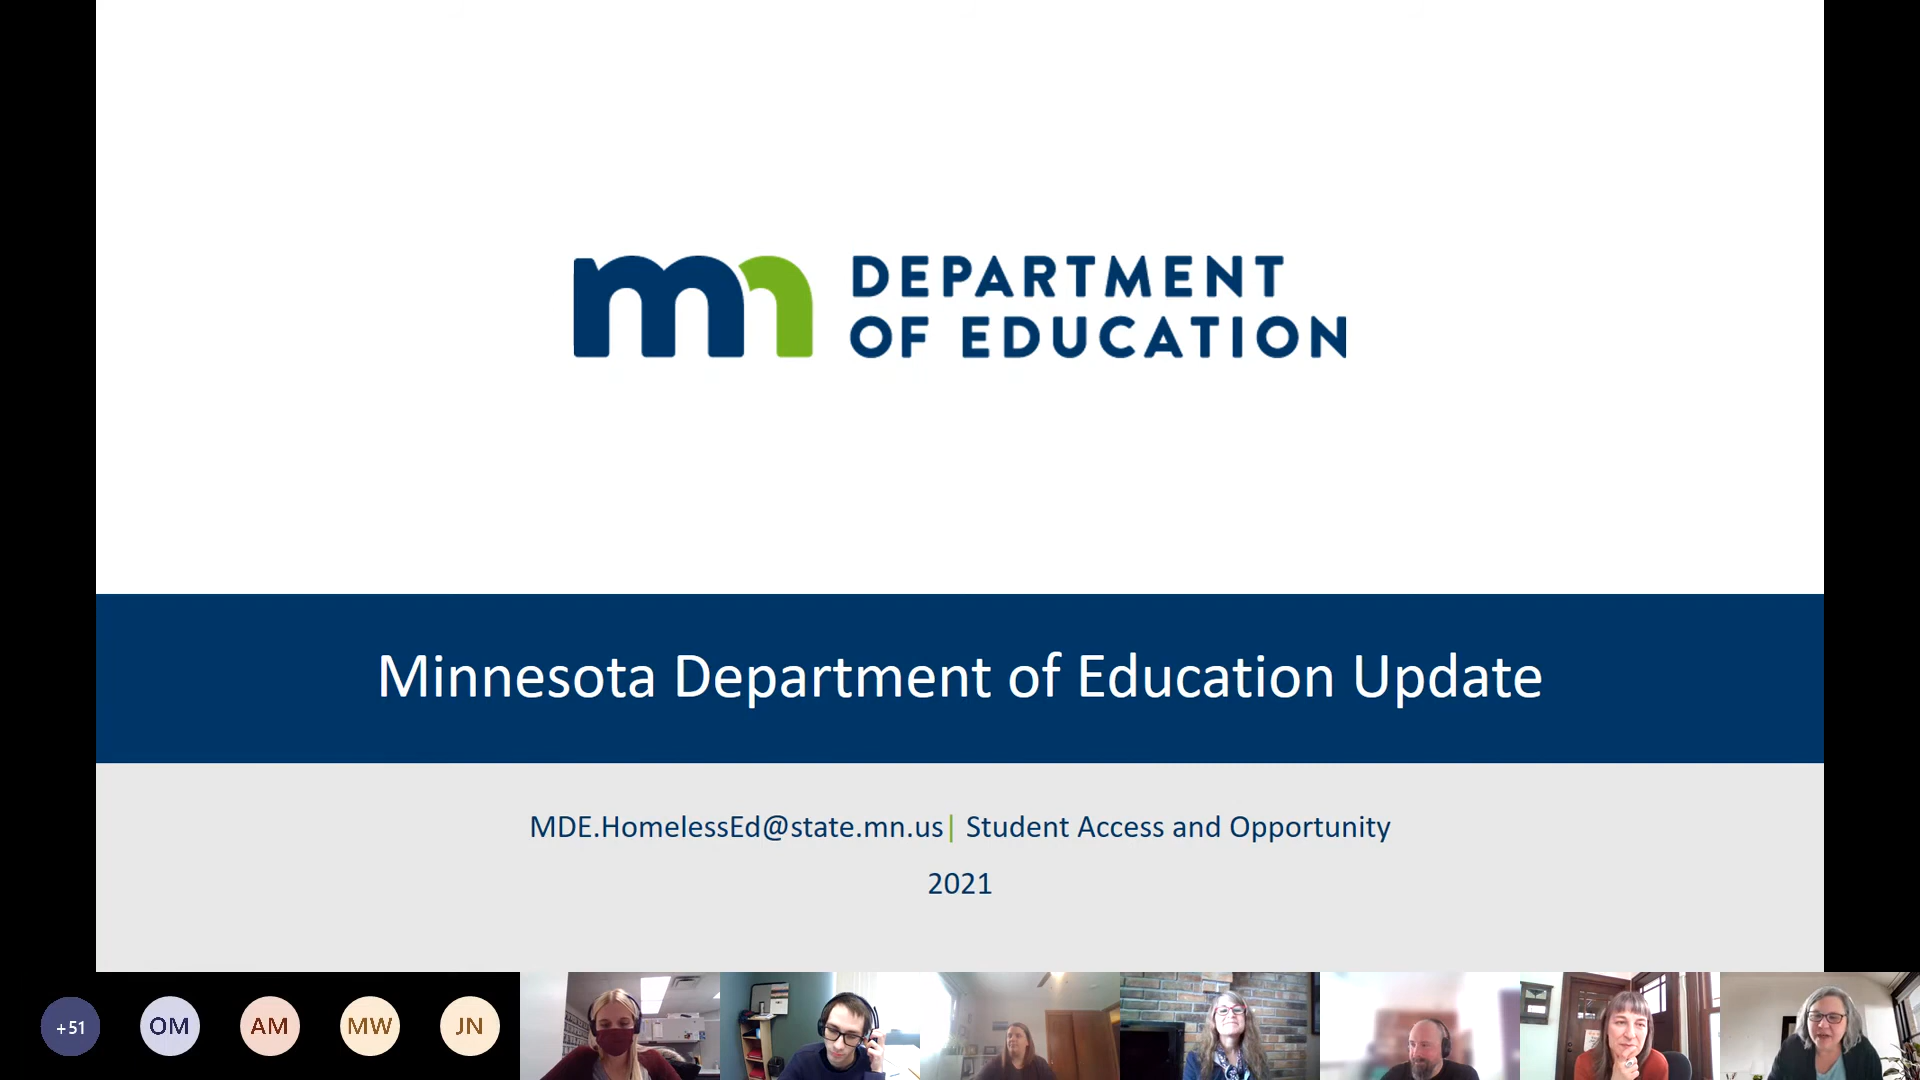 mn
DEPARTMENT
OF EDUCATION
Minnesota Department of Education Update
MDE.HomelessEd@state.mn.us| Student Access and Opportunity
2021
+51
OM
AM
MW
JN